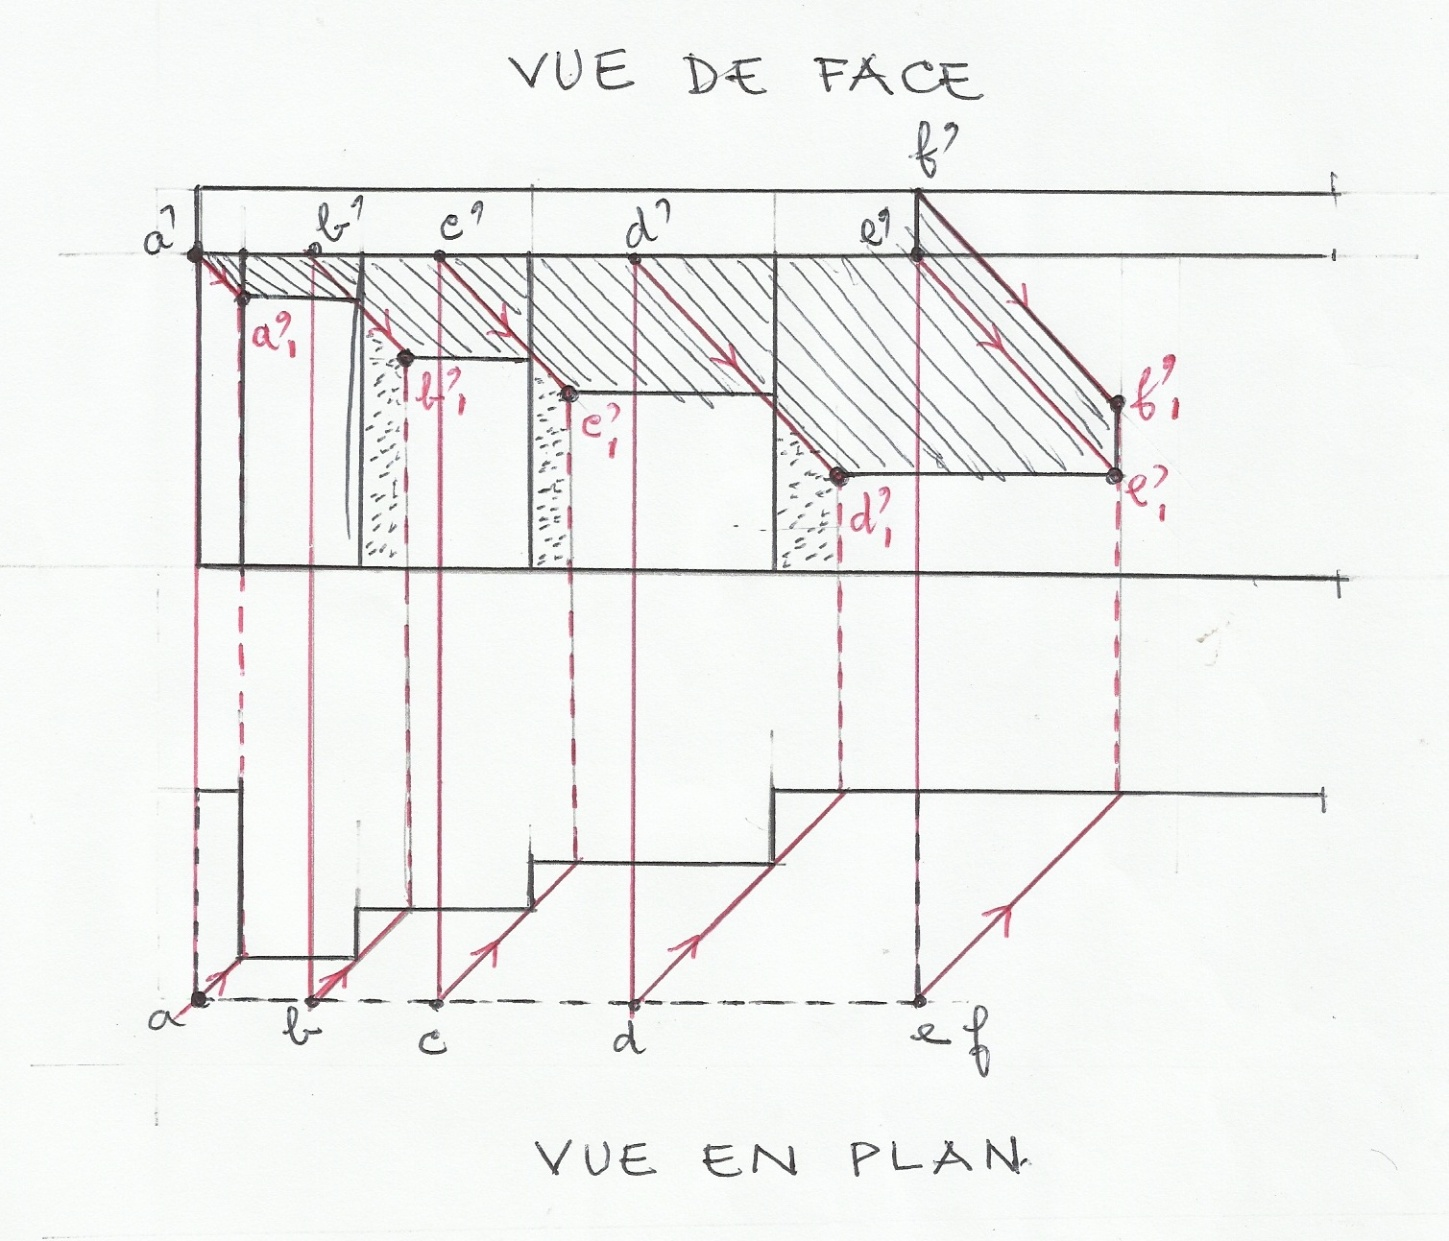 VUE DE FACE
f'
a' b' c' d' e'
a'₁ b'₁ c'₁ d'₁ e'₁ f'₁
a b c d e f
VUE EN PLAN